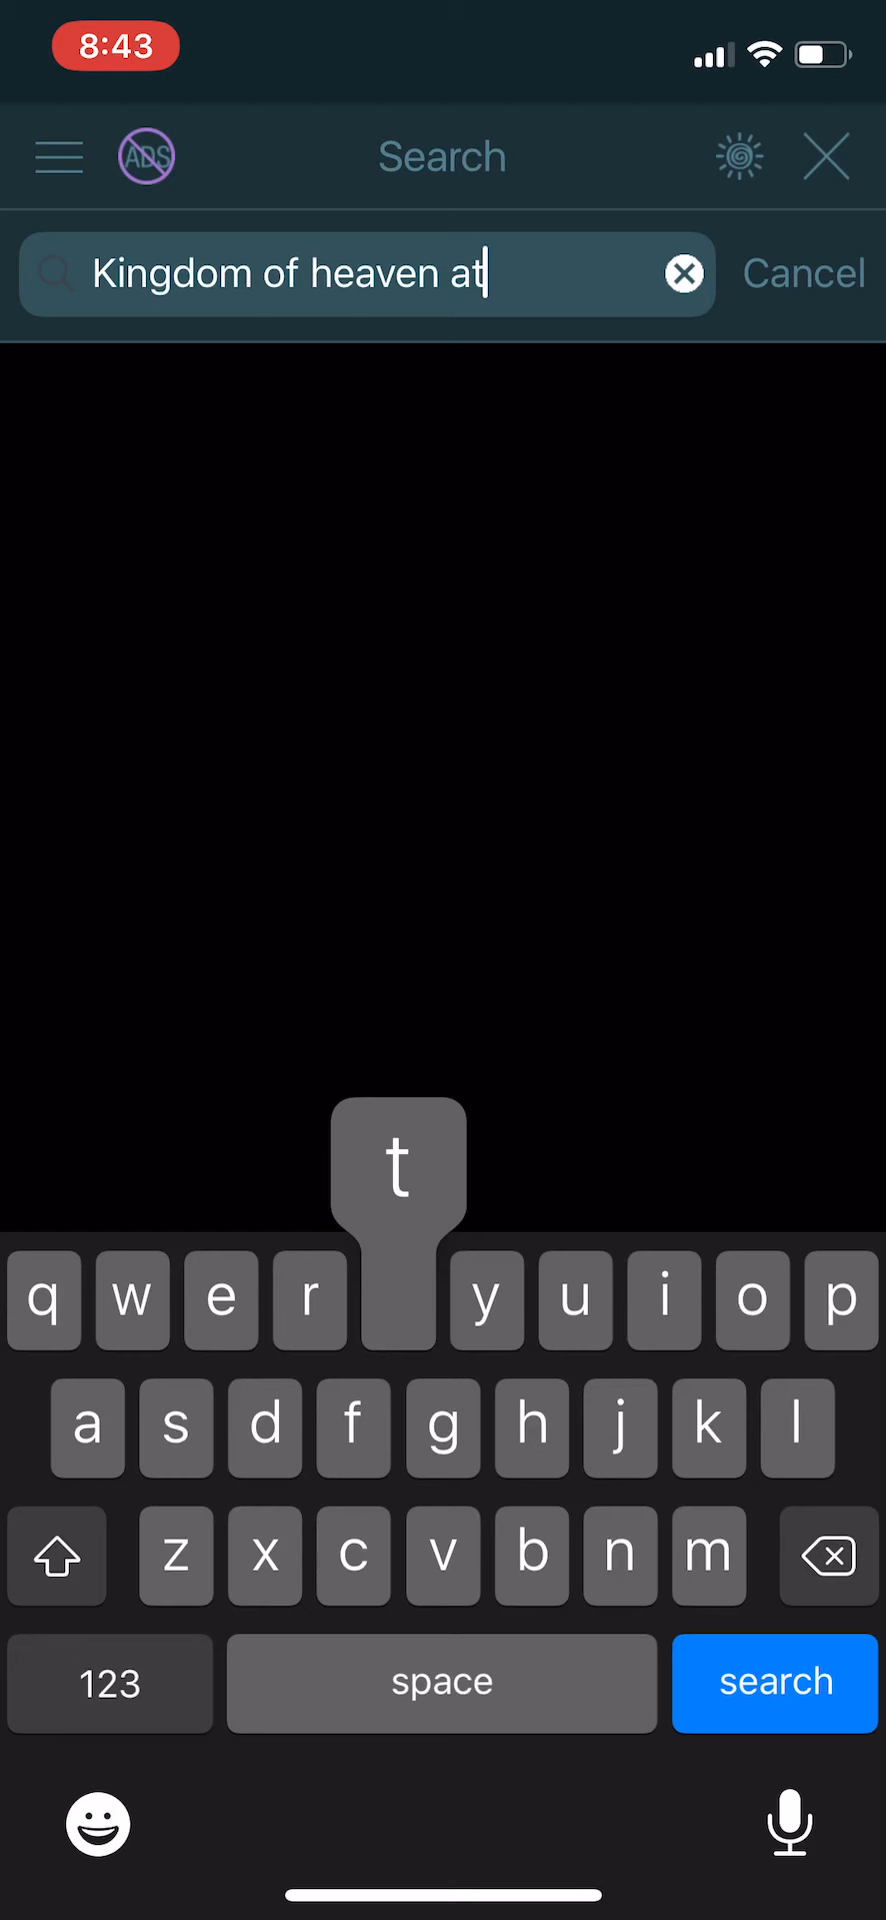 8:43
ADS
Search
Kingdom of heaven at
Cancel
t
q w e r y u i o p
a s d f g h j k l
z x c v b n m
123 space search